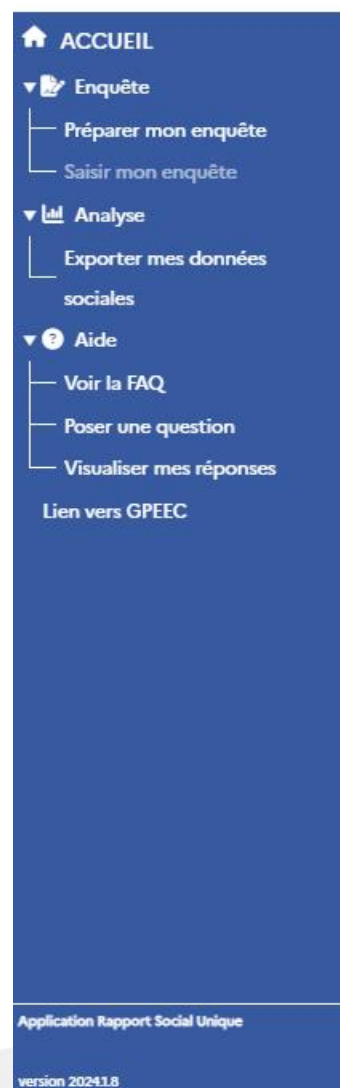 ACCUEIL
Enquête
Préparer mon enquête
Saisir mon enquête
Analyse
Exporter mes données
sociales
Aide
Voir la FAQ
Poser une question
Visualiser mes réponses
Lien vers GPEEC
Application Rapport Social Unique
version 2024.1.8